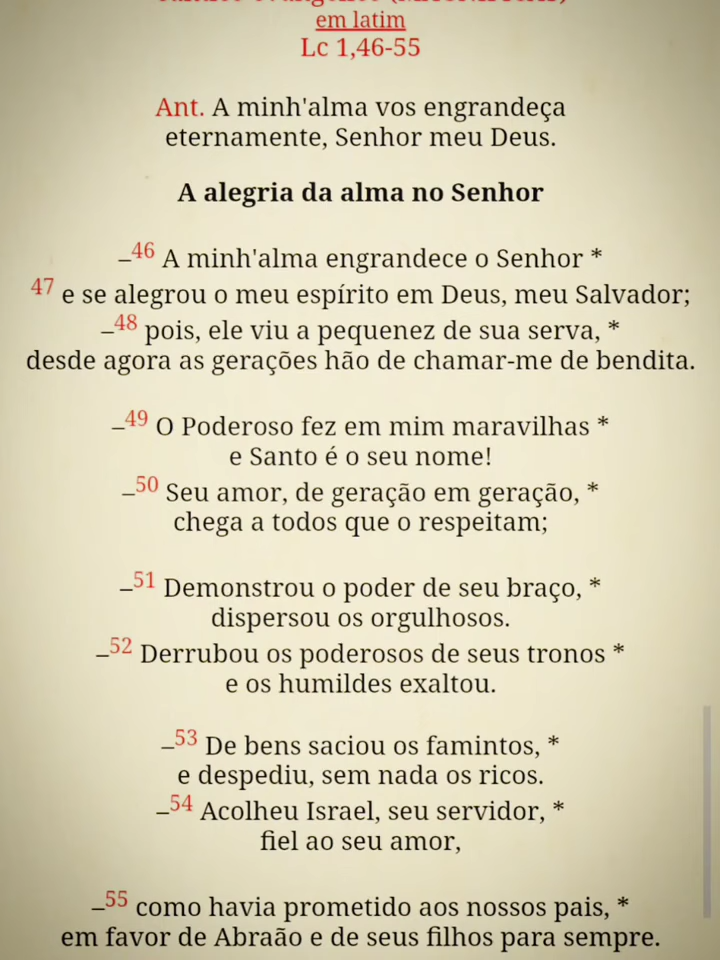 em latim
Lc 1,46-55
Ant. A minh'alma vos engrandeça
eternamente, Senhor meu Deus.
A alegria da alma no Senhor
–46 A minh'alma engrandece o Senhor *
47 e se alegrou o meu espírito em Deus, meu Salvador;
–48 pois, ele viu a pequenez de sua serva, *
desde agora as gerações hão de chamar-me de bendita.
–49 O Poderoso fez em mim maravilhas *
e Santo é o seu nome!
–50 Seu amor, de geração em geração, *
chega a todos que o respeitam;
–51 Demonstrou o poder de seu braço, *
dispersou os orgulhosos.
–52 Derrubou os poderosos de seus tronos *
e os humildes exaltou.
–53 De bens saciou os famintos, *
e despediu, sem nada os ricos.
–54 Acolheu Israel, seu servidor, *
fiel ao seu amor,
–55 como havia prometido aos nossos pais, *
em favor de Abraão e de seus filhos para sempre.